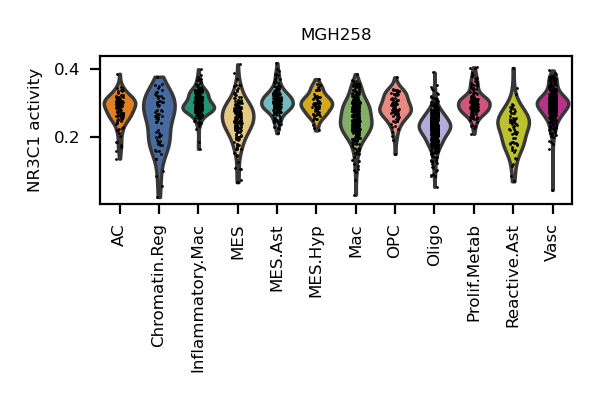 MGH258
NR3C1 activity
0.4
0.2
AC
Chromatin.Reg
Inflammatory.Mac
MES
MES.Ast
MES.Hyp
Mac
OPC
Oligo
Prolif.Metab
Reactive.Ast
Vasc